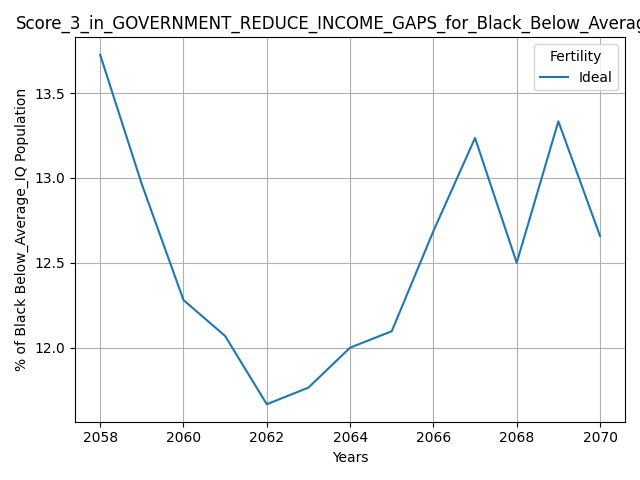 Score_3_in_GOVERNMENT_REDUCE_INCOME_GAPS_for_Black_Below_Averag
Fertility
Ideal
% of Black Below_Average_IQ Population
13.5
13.0
12.5
12.0
2058 2060 2062 2064 2066 2068 2070
Years